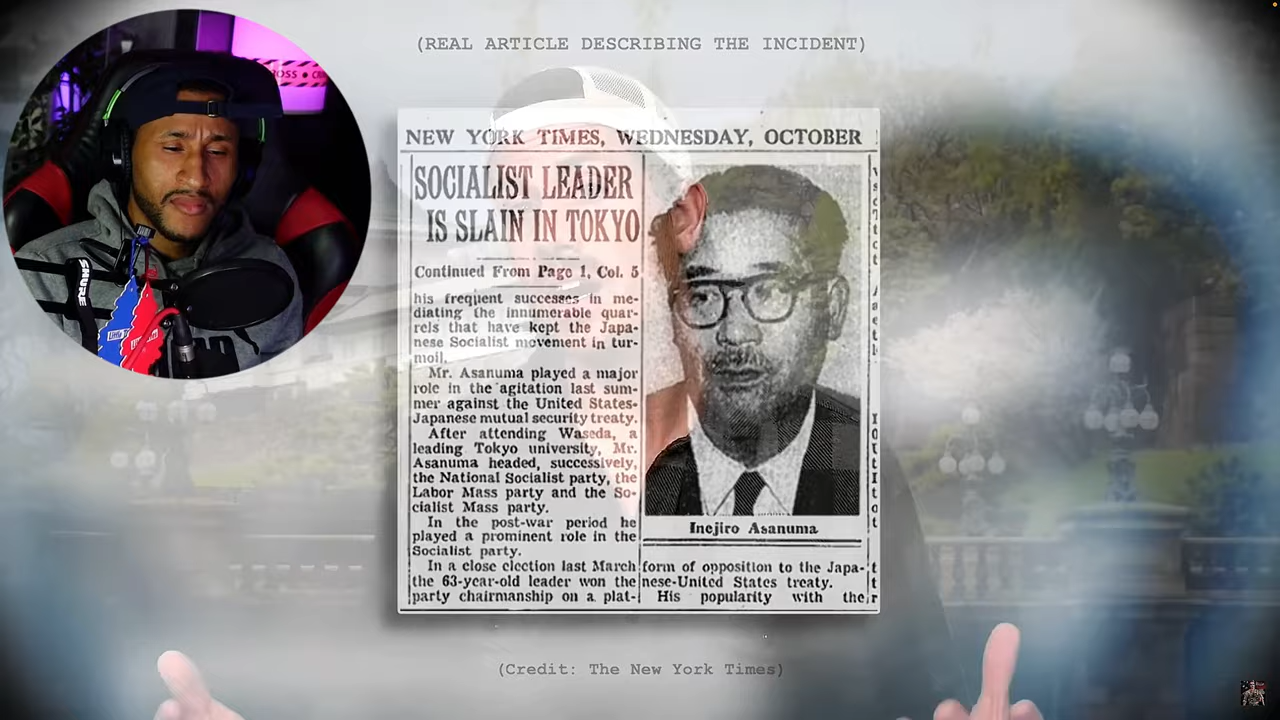 (REAL ARTICLE DESCRIBING THE INCIDENT)
NEW YORK TIMES, WEDNESDAY, OCTOBER
SOCIALIST LEADER
IS SLAIN IN TOKYO
Continued From Page 1, Col. 5
his frequent successes in me-
diating the innumerable quar-
rels that have kept the Japa-
nese Socialist movement in tur-
moil.
Mr. Asanuma played a major
role in the agitation last sum-
mer against the United States-
Japanese mutual security treaty.
After attending Waseda, a
leading Tokyo university, Mr.
Asanuma headed, successively,
the National Socialist party, the
Labor Mass party and the So-
cialist Mass party.
In the post-war period he
played a prominent role in the
Socialist party.
In a close election last March
the 63-year-old leader won the
party chairmanship on a plat-
Inejiro Asanuma
form of opposition to the Japa-
nese-United States treaty.
His popularity with the
(Credit: The New York Times)
SHURE